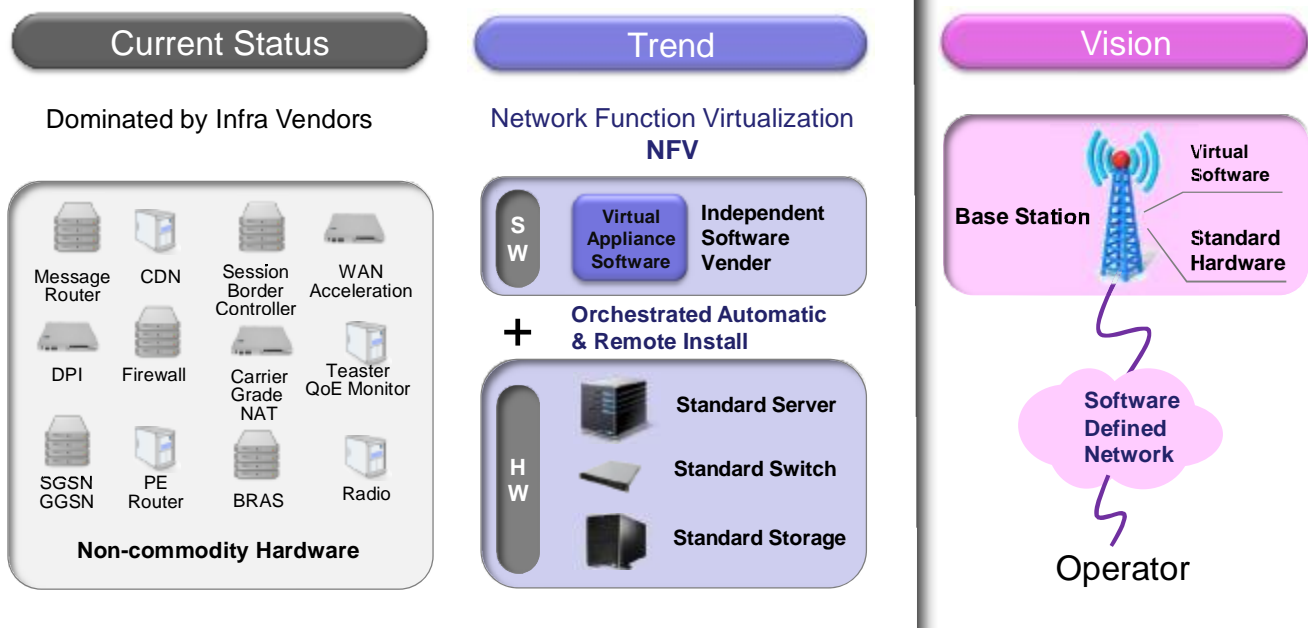 Current Status
Dominated by Infra Vendors
Message
Router
CDN
Session
Border
Controller
WAN
Acceleration
DPI
Firewall
Carrier
Grade
NAT
Teaster
QoE Monitor
SGSN
GGSN
PE
Router
BRAS
Radio
Non-commodity Hardware
Trend
Network Function Virtualization
NFV
S
W
Virtual
Appliance
Software
Independent
Software
Vender
+
Orchestrated Automatic
& Remote Install
H
W
Standard Server
Standard Switch
Standard Storage
Vision
Base Station
Virtual
Software
Standard
Hardware
Software
Defined
Network
Operator